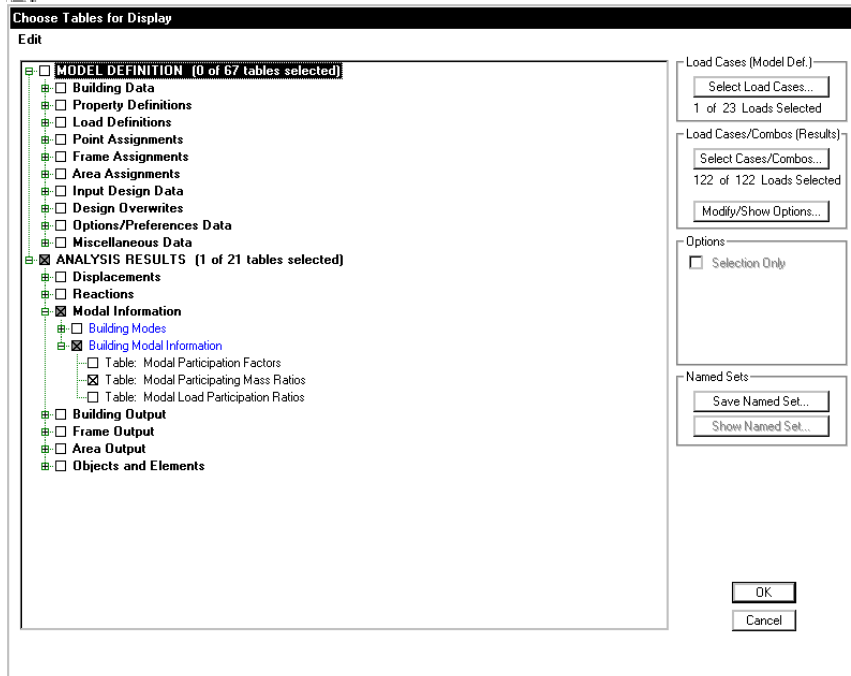 Choose Tables for Display
Edit
MODEL DEFINITION (0 of 67 tables selected)
Building Data
Property Definitions
Load Definitions
Point Assignments
Frame Assignments
Area Assignments
Input Design Data
Design Overwrites
Options/Preferences Data
Miscellaneous Data
ANALYSIS RESULTS (1 of 21 tables selected)
Displacements
Reactions
Modal Information
Building Modes
Building Modal Information
Table: Modal Participation Factors
Table: Modal Participating Mass Ratios
Table: Modal Load Participation Ratios
Building Output
Frame Output
Area Output
Objects and Elements
Load Cases (Model Def.)
Select Load Cases...
1 of 23 Loads Selected
Load Cases/Combos (Results)
Select Cases/Combos...
122 of 122 Loads Selected
Modify/Show Options...
Options
Selection Only
Named Sets
Save Named Set...
Show Named Set...
OK
Cancel